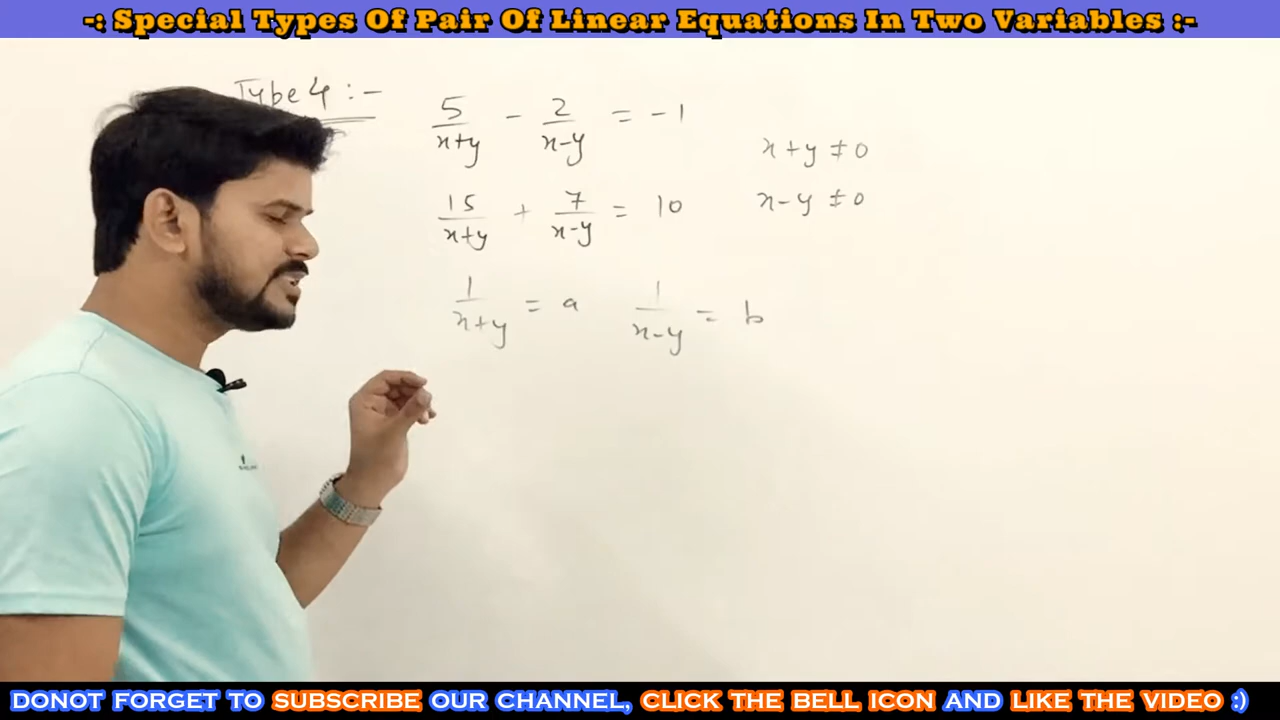 -: Special Types Of Pair Of Linear Equations In Two Variables :-
Type 4 :-
5/x+y - 2/x-y = -1
x+y ≠ 0
15/x+y + 7/x-y = 10
x-y ≠ 0
1/x+y = a 1/x-y = b
DONOT FORGET TO SUBSCRIBE OUR CHANNEL, CLICK THE BELL ICON AND LIKE THE VIDEO :)